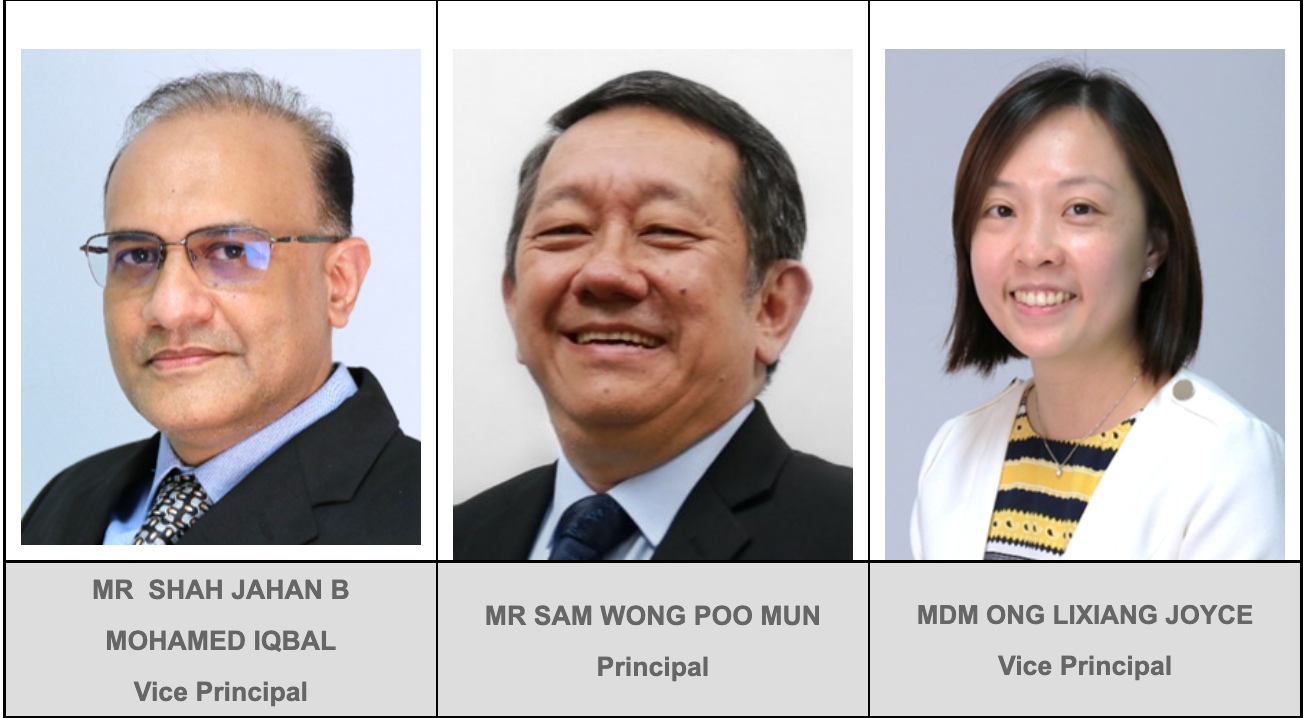 MR  SHAH JAHAN B
MOHAMED IQBAL
Vice Principal
MR SAM WONG POO MUN
Principal
MDM ONG LIXIANG JOYCE
Vice Principal